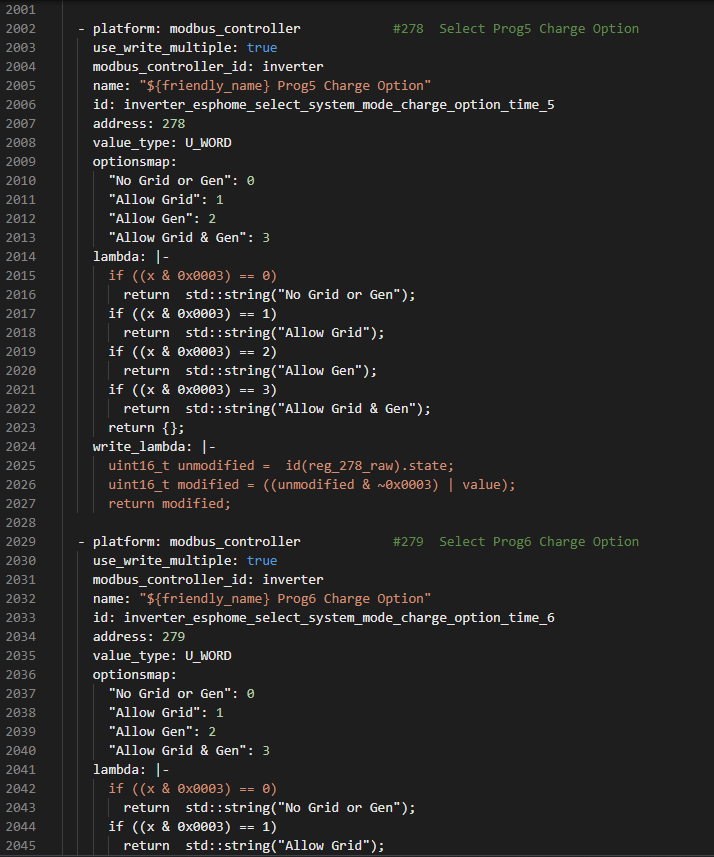 2001
2002 - platform: modbus_controller #278 Select Prog5 Charge Option
2003 use_write_multiple: true
2004 modbus_controller_id: inverter
2005 name: "${friendly_name} Prog5 Charge Option"
2006 id: inverter_esphome_select_system_mode_charge_option_time_5
2007 address: 278
2008 value_type: U_WORD
2009 optionsmap:
2010 "No Grid or Gen": 0
2011 "Allow Grid": 1
2012 "Allow Gen": 2
2013 "Allow Grid & Gen": 3
2014 lambda: |-
2015 if ((x & 0x0003) == 0)
2016 return  std::string("No Grid or Gen");
2017 if ((x & 0x0003) == 1)
2018 return  std::string("Allow Grid");
2019 if ((x & 0x0003) == 2)
2020 return  std::string("Allow Gen");
2021 if ((x & 0x0003) == 3)
2022 return  std::string("Allow Grid & Gen");
2023 return {};
2024 write_lambda: |-
2025 uint16_t unmodified =  id(reg_278_raw).state;
2026 uint16_t modified = ((unmodified & ~0x0003) | value);
2027 return modified;
2028
2029 - platform: modbus_controller #279 Select Prog6 Charge Option
2030 use_write_multiple: true
2031 modbus_controller_id: inverter
2032 name: "${friendly_name} Prog6 Charge Option"
2033 id: inverter_esphome_select_system_mode_charge_option_time_6
2034 address: 279
2035 value_type: U_WORD
2036 optionsmap:
2037 "No Grid or Gen": 0
2038 "Allow Grid": 1
2039 "Allow Gen": 2
2040 "Allow Grid & Gen": 3
2041 lambda: |-
2042 if ((x & 0x0003) == 0)
2043 return  std::string("No Grid or Gen");
2044 if ((x & 0x0003) == 1)
2045 return  std::string("Allow Grid");